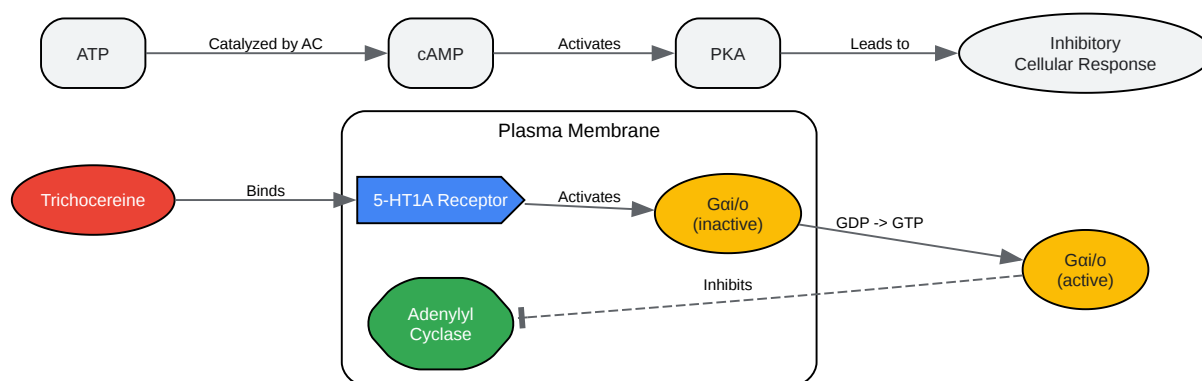 ATP
Catalyzed by AC
cAMP
Activates
PKA
Leads to
Inhibitory
Cellular Response
Plasma Membrane
Trichocereine
Binds
5-HT1A Receptor
Activates
Gαi/o
(inactive)
GDP -> GTP
Gαi/o
(active)
Inhibits
Adenylyl
Cyclase